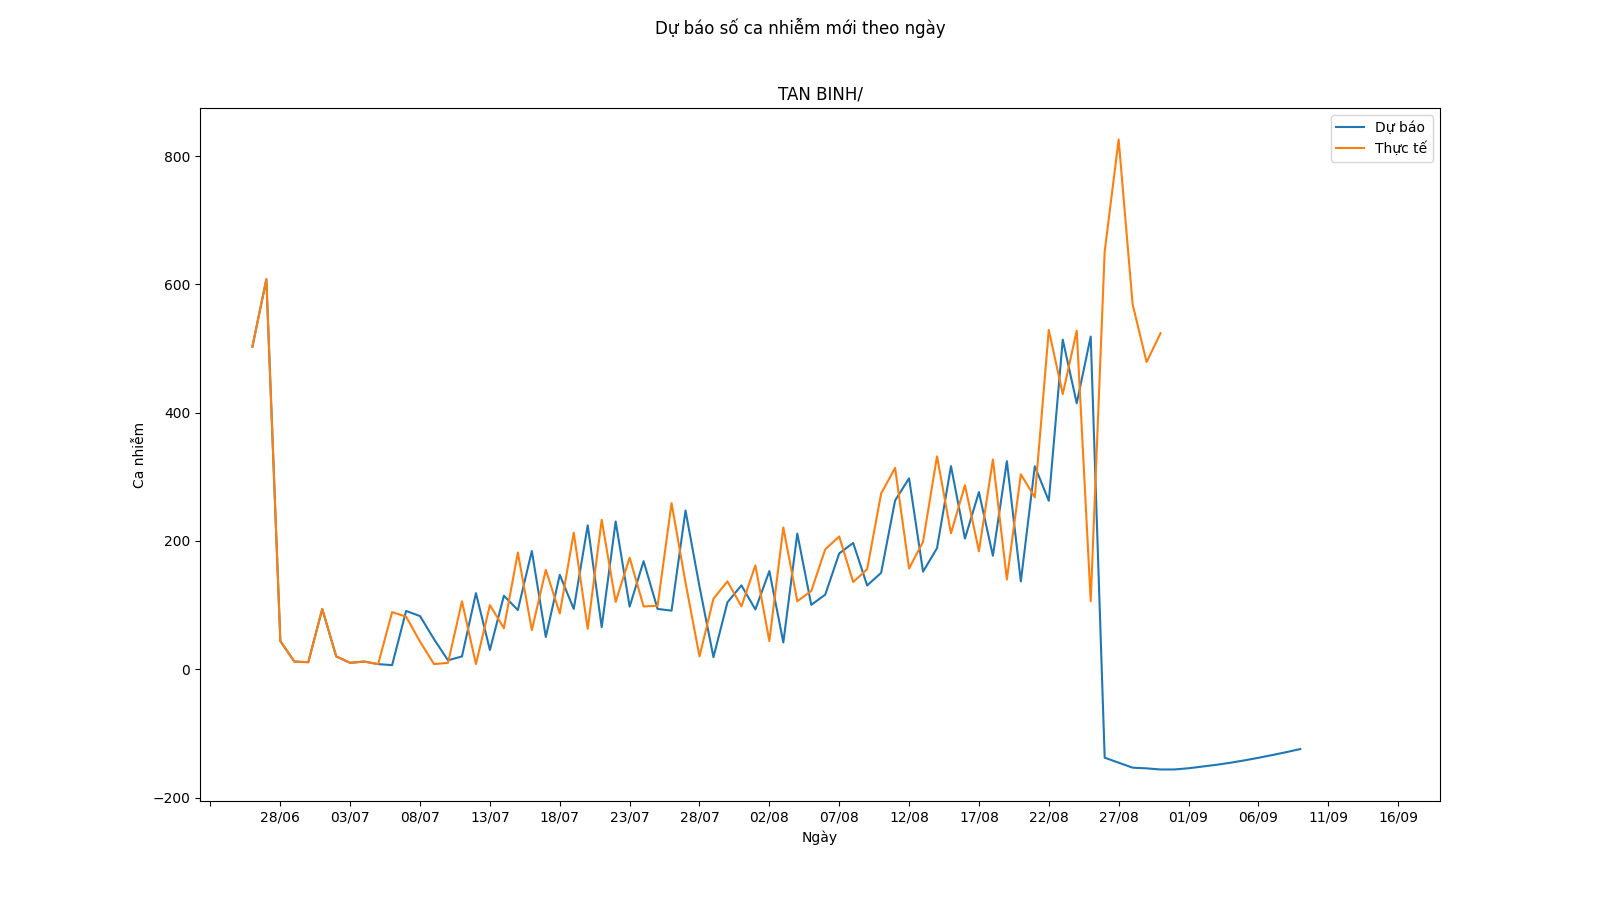 Dự báo số ca nhiễm mới theo ngày
TAN BINH/
Dự báo
Thực tế
800
600
400
200
0
−200
Ca nhiễm
28/06 03/07 08/07 13/07 18/07 23/07 28/07 02/08 07/08 12/08 17/08 22/08 27/08 01/09 06/09 11/09 16/09
Ngày